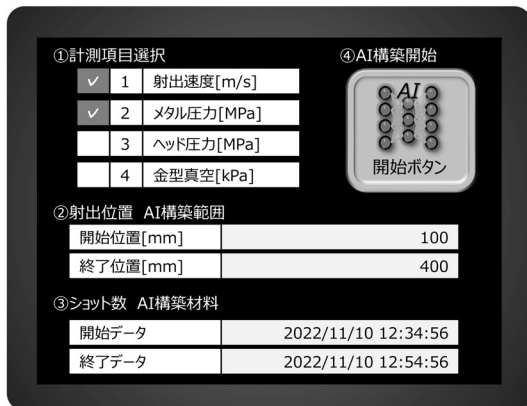 ①計測項目選択
✓ 1 射出速度[m/s]
✓ 2 メタル圧力[MPa]
3 ヘッド圧力[MPa]
4 金型真空[kPa]
④AI構築開始
AI
開始ボタン
②射出位置 AI構築範囲
開始位置[mm] 100
終了位置[mm] 400
③ショット数 AI構築材料
開始データ 2022/11/10 12:34:56
終了データ 2022/11/10 12:54:56